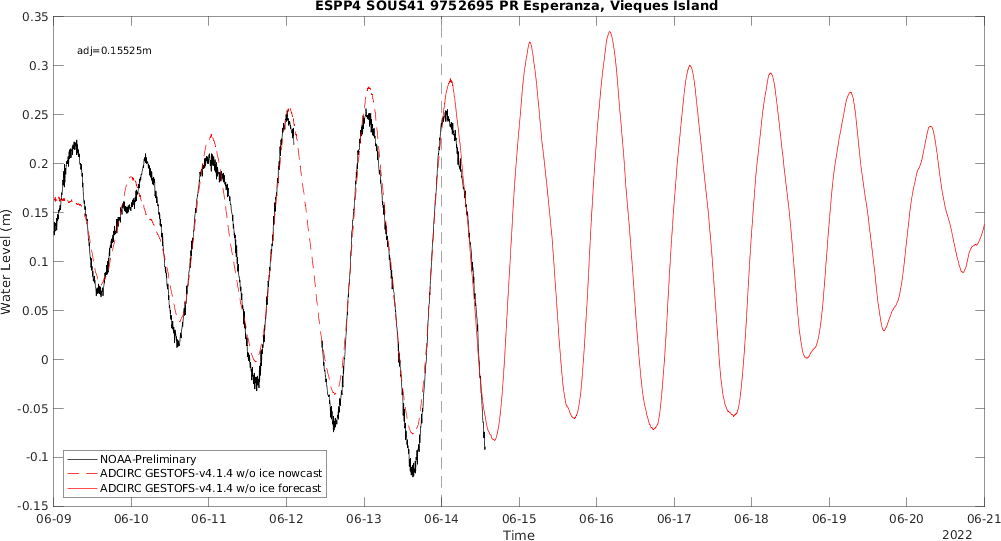 ESPP4 SOUS41 9752695 PR Esperanza, Vieques Island
0.35
adj=0.15525m
0.3
0.25
0.2
0.15
0.1
0.05
0
-0.05
-0.1
-0.15
Water Level (m)
NOAA-Preliminary
ADCIRC GESTOFS-v4.1.4 w/o ice nowcast
ADCIRC GESTOFS-v4.1.4 w/o ice forecast
06-09 06-10 06-11 06-12 06-13 06-14 06-15 06-16 06-17 06-18 06-19 06-20 06-21
Time
2022